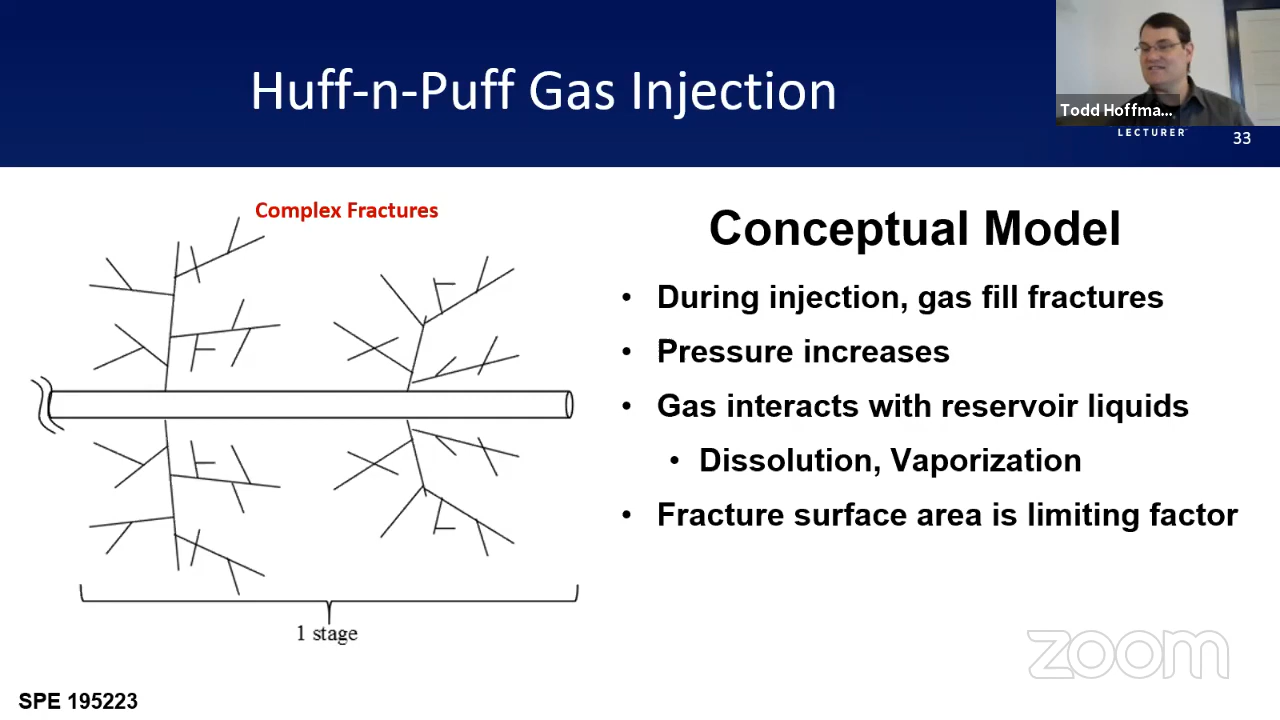 Huff-n-Puff Gas Injection
Todd Hoffma...
LECTURER
33
Complex Fractures
1 stage
SPE 195223
Conceptual Model
• During injection, gas fill fractures
• Pressure increases
• Gas interacts with reservoir liquids
• Dissolution, Vaporization
• Fracture surface area is limiting factor
zoom